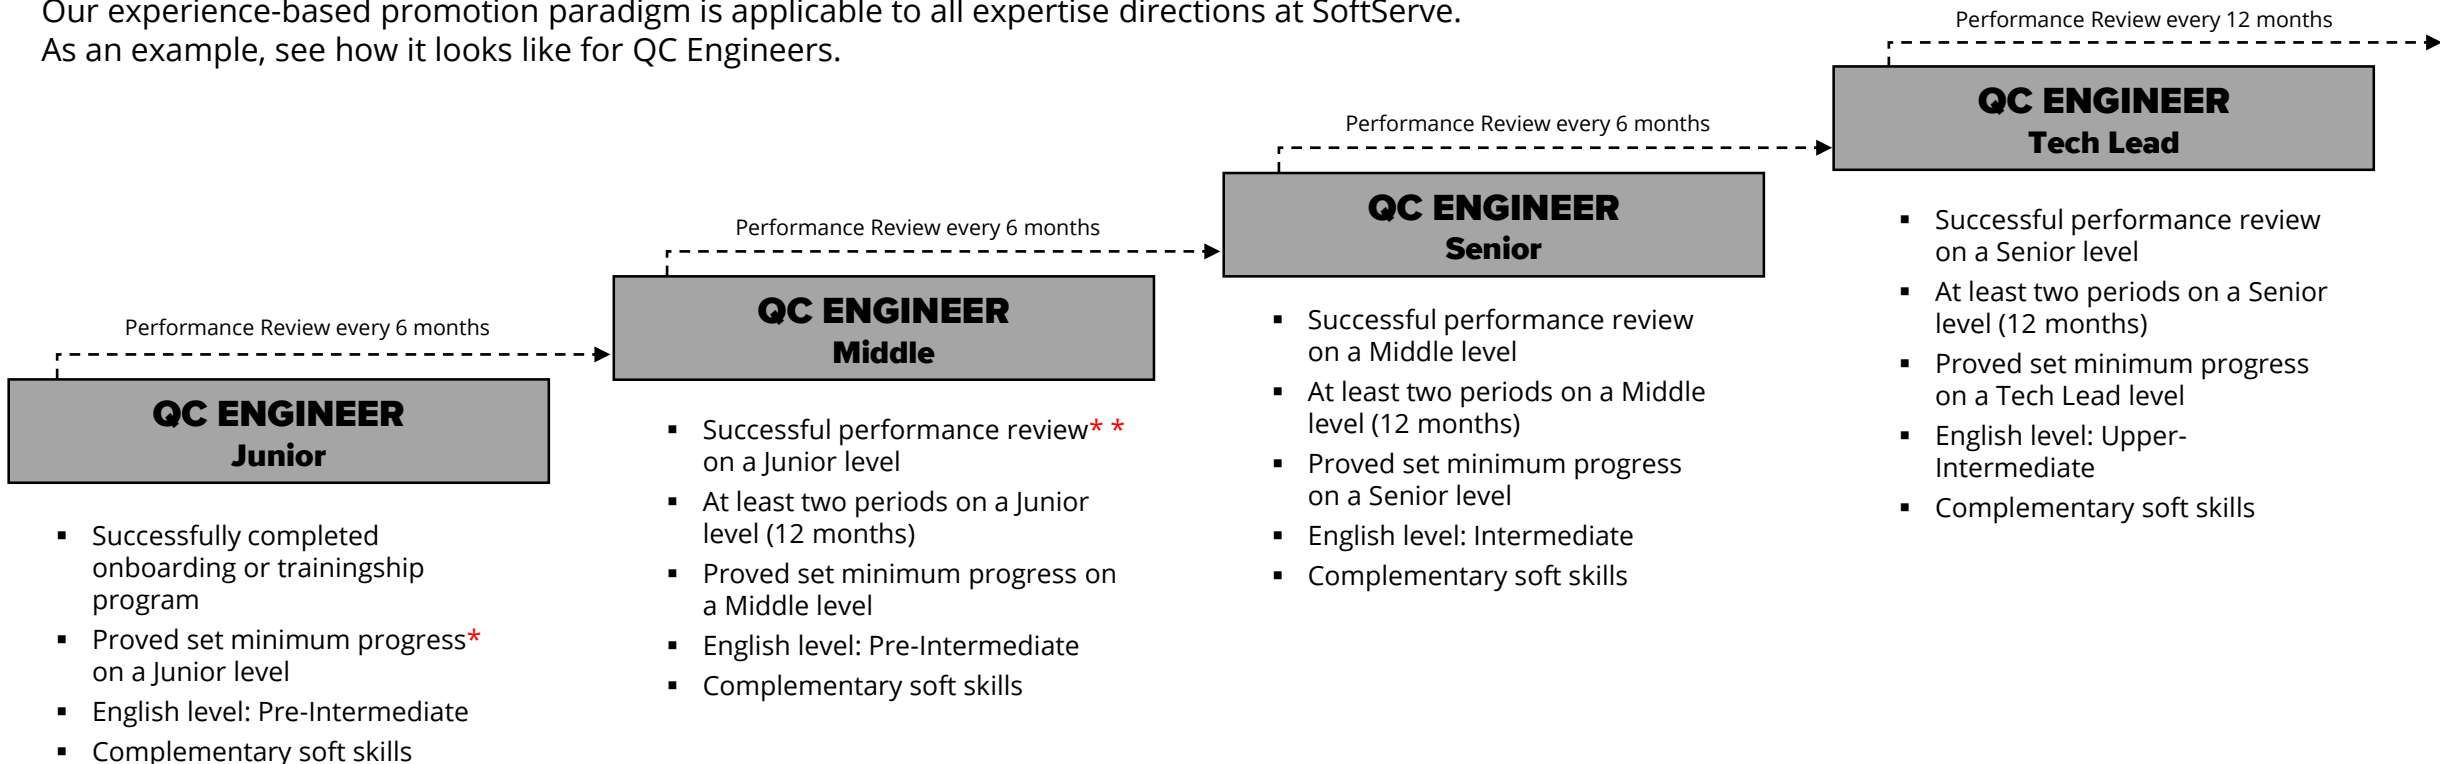 Our experience-based promotion paradigm is applicable to all expertise directions at SoftServe.
As an example, see how it looks like for QC Engineers.
Performance Review every 6 months
QC ENGINEER
Junior
▪ Successfully completed
onboarding or trainingship
program
▪ Proved set minimum progress*
on a Junior level
▪ English level: Pre-Intermediate
▪ Complementary soft skills
Performance Review every 6 months
QC ENGINEER
Middle
▪ Successful performance review* *
on a Junior level
▪ At least two periods on a Junior
level (12 months)
▪ Proved set minimum progress on
a Middle level
▪ English level: Pre-Intermediate
▪ Complementary soft skills
Performance Review every 6 months
QC ENGINEER
Senior
▪ Successful performance review
on a Middle level
▪ At least two periods on a Middle
level (12 months)
▪ Proved set minimum progress
on a Senior level
▪ English level: Intermediate
▪ Complementary soft skills
Performance Review every 12 months
QC ENGINEER
Tech Lead
▪ Successful performance review
on a Senior level
▪ At least two periods on a Senior
level (12 months)
▪ Proved set minimum progress
on a Tech Lead level
▪ English level: Upper-
Intermediate
▪ Complementary soft skills